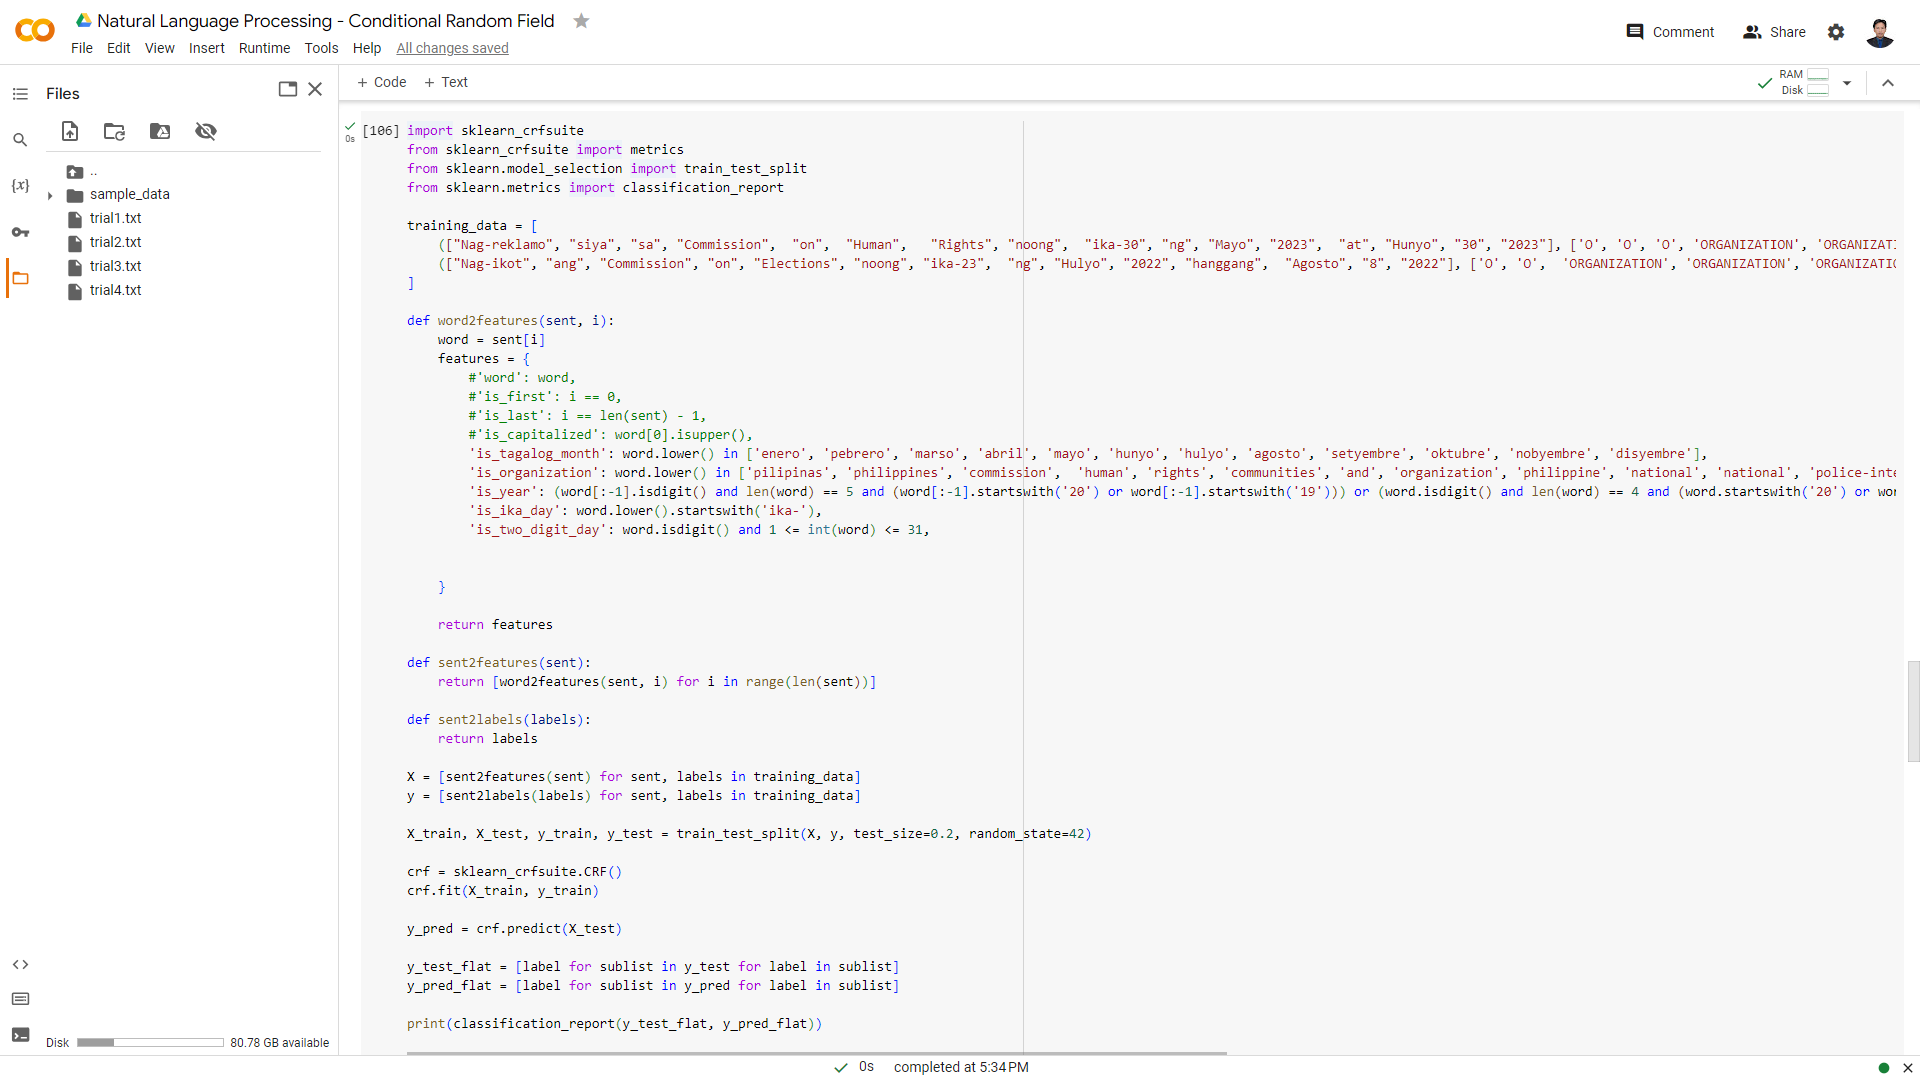 Natural Language Processing - Conditional Random Field
File Edit View Insert Runtime Tools Help All changes saved
Comment Share
Files
+ Code + Text
RAM
Disk
..
sample_data
trial1.txt
trial2.txt
trial3.txt
trial4.txt
{x}
0s
[106] import sklearn_crfsuite
from sklearn_crfsuite import metrics
from sklearn.model_selection import train_test_split
from sklearn.metrics import classification_report
training_data = [
(["Nag-reklamo", "siya", "sa", "Commission", "on", "Human", "Rights", "noong", "ika-30", "ng", "Mayo", "2023", "at", "Hunyo", "30", "2023"], ['O', 'O', 'O', 'ORGANIZATION', 'ORGANIZATI
(["Nag-ikot", "ang", "Commission", "on", "Elections", "noong", "ika-23", "ng", "Hulyo", "2022", "hanggang", "Agosto", "8", "2022"], ['O', 'O', 'ORGANIZATION', 'ORGANIZATION', 'ORGANIZATIO
]
def word2features(sent, i):
word = sent[i]
features = {
#'word': word,
#'is_first': i == 0,
#'is_last': i == len(sent) - 1,
#'is_capitalized': word[0].isupper(),
'is_tagalog_month': word.lower() in ['enero', 'pebrero', 'marso', 'abril', 'mayo', 'hunyo', 'hulyo', 'agosto', 'setyembre', 'oktubre', 'nobyembre', 'disyembre'],
'is_organization': word.lower() in ['pilipinas', 'philippines', 'commission', 'human', 'rights', 'communities', 'and', 'organization', 'philippine', 'national', 'national', 'police-inte
'is_year': (word[:-1].isdigit() and len(word) == 5 and (word[:-1].startswith('20') or word[:-1].startswith('19'))) or (word.isdigit() and len(word) == 4 and (word.startswith('20') or wor
'is_ika_day': word.lower().startswith('ika-'),
'is_two_digit_day': word.isdigit() and 1 <= int(word) <= 31,
}
return features
def sent2features(sent):
return [word2features(sent, i) for i in range(len(sent))]
def sent2labels(labels):
return labels
X = [sent2features(sent) for sent, labels in training_data]
y = [sent2labels(labels) for sent, labels in training_data]
X_train, X_test, y_train, y_test = train_test_split(X, y, test_size=0.2, random_state=42)
crf = sklearn_crfsuite.CRF()
crf.fit(X_train, y_train)
y_pred = crf.predict(X_test)
y_test_flat = [label for sublist in y_test for label in sublist]
y_pred_flat = [label for sublist in y_pred for label in sublist]
print(classification_report(y_test_flat, y_pred_flat))
Disk 80.78 GB available
0s completed at 5:34 PM